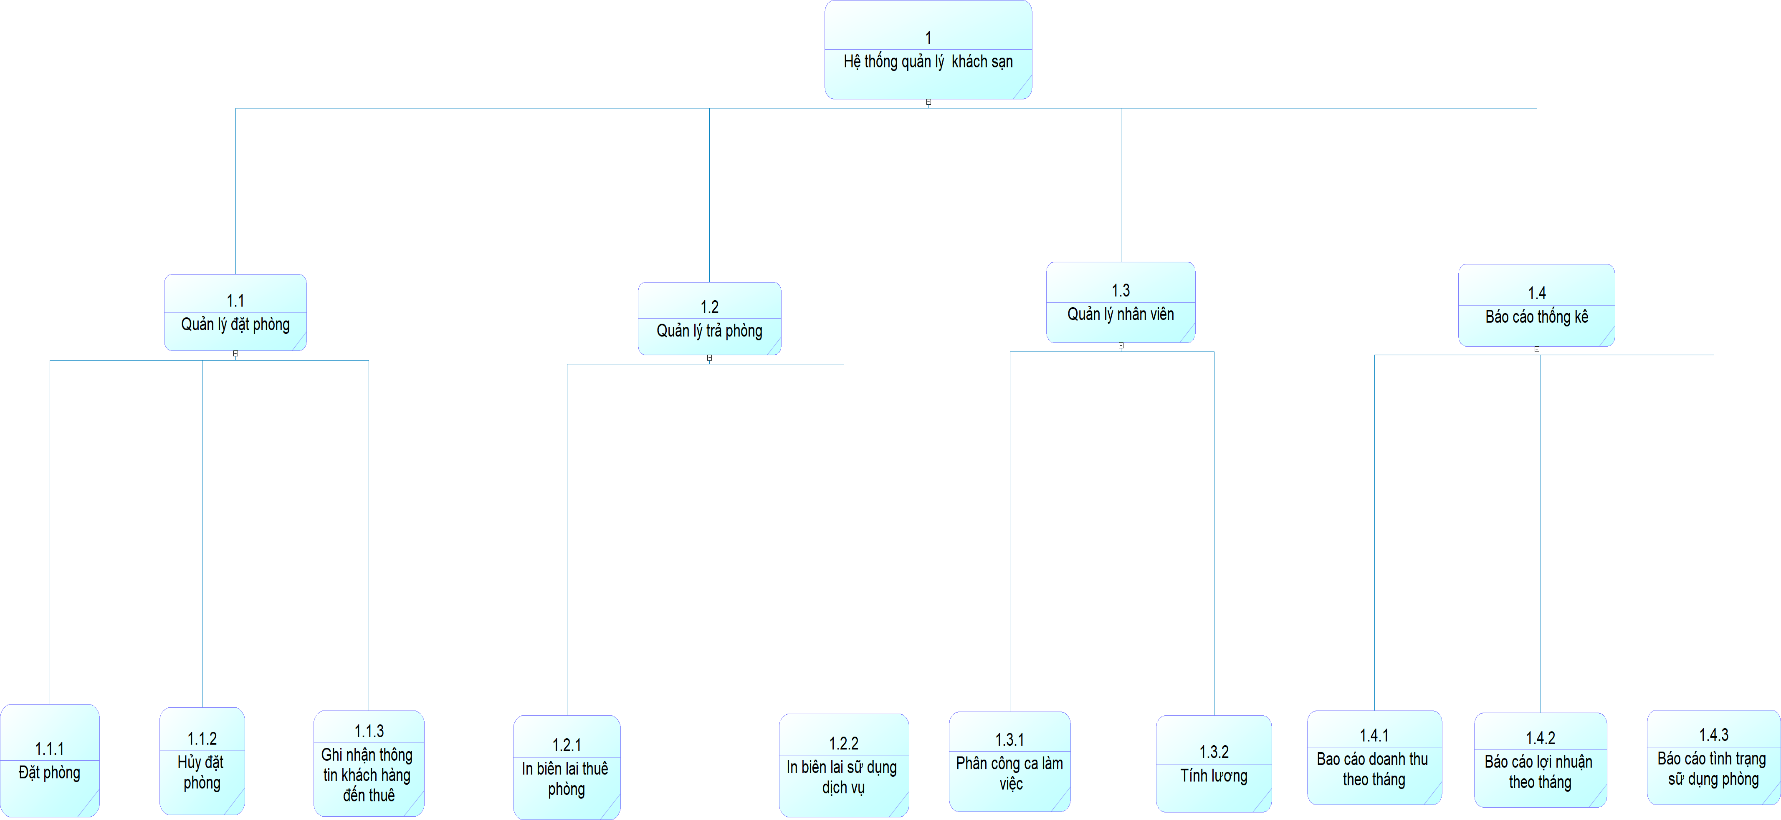 1
Hệ thống quản lý  khách sạn
1.1
Quản lý đặt phòng
1.2
Quản lý trả phòng
1.3
Quản lý nhân viên
1.4
Báo cáo thống kê
1.1.1
Đặt phòng
1.1.2
Hủy đặt
phòng
1.1.3
Ghi nhận thông
tin khách hàng
đến thuê
1.2.1
In biên lai thuê
phòng
1.2.2
In biên lai sữ dụng
dịch vụ
1.3.1
Phân công ca làm
việc
1.3.2
Tính lương
1.4.1
Bao cáo doanh thu
theo tháng
1.4.2
Báo cáo lợi nhuận
theo tháng
1.4.3
Báo cáo tình trạng
sữ dụng phòng